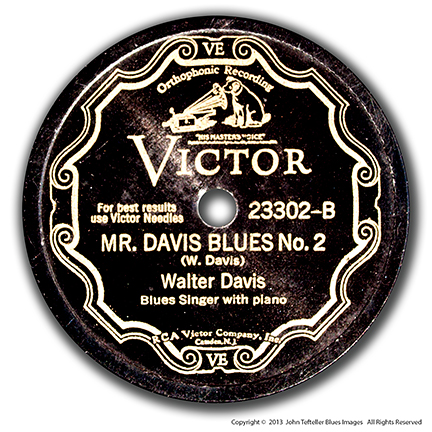 VE
Orthophonic Recording
"HIS MASTER'S VOICE"
VICTOR
For best results
use Victor Needles
23302-B
MR. DAVIS BLUES No. 2
(W. Davis)
Walter Davis
Blues Singer with piano
RCA Victor Company, Inc.
Camden, N.J.
VE
Copyright © 2013 John Tefteller Blues Images All Rights Reserved